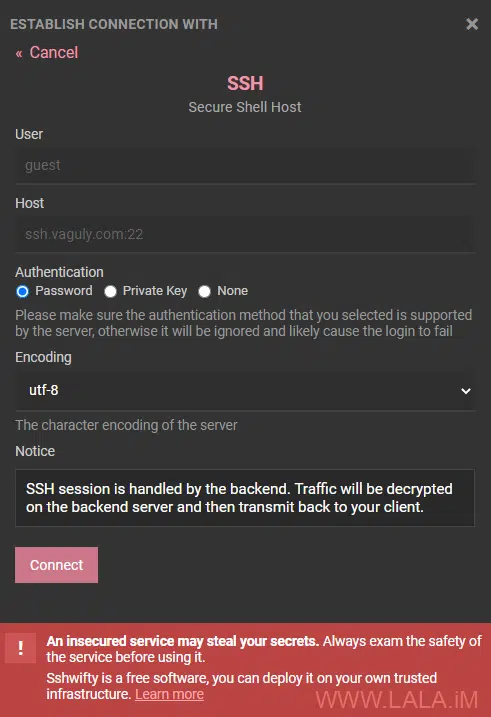 ESTABLISH CONNECTION WITH
« Cancel
SSH
Secure Shell Host
User
guest
Host
ssh.vaguly.com:22
Authentication
Password Private Key None
Please make sure the authentication method that you selected is supported
by the server, otherwise it will be ignored and likely cause the login to fail
Encoding
utf-8
The character encoding of the server
Notice
SSH session is handled by the backend. Traffic will be decrypted
on the backend server and then transmit back to your client.
Connect
! An insecured service may steal your secrets. Always exam the safety of
the service before using it.
Sshwifty is a free software, you can deploy it on your own trusted
infrastructure. Learn more
WWW.LALA.iM